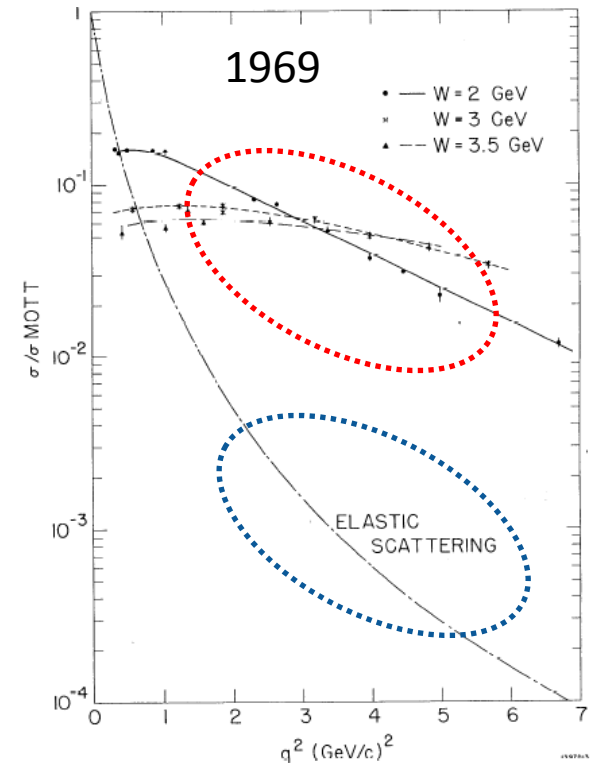 1969
● — W = 2 GeV
× W = 3 GeV
▲ --- W = 3.5 GeV
1
10⁻¹
10⁻²
10⁻³
10⁻⁴
σ/σ MOTT
ELASTIC
SCATTERING
0 1 2 3 4 5 6 7
q² (GeV/c)²